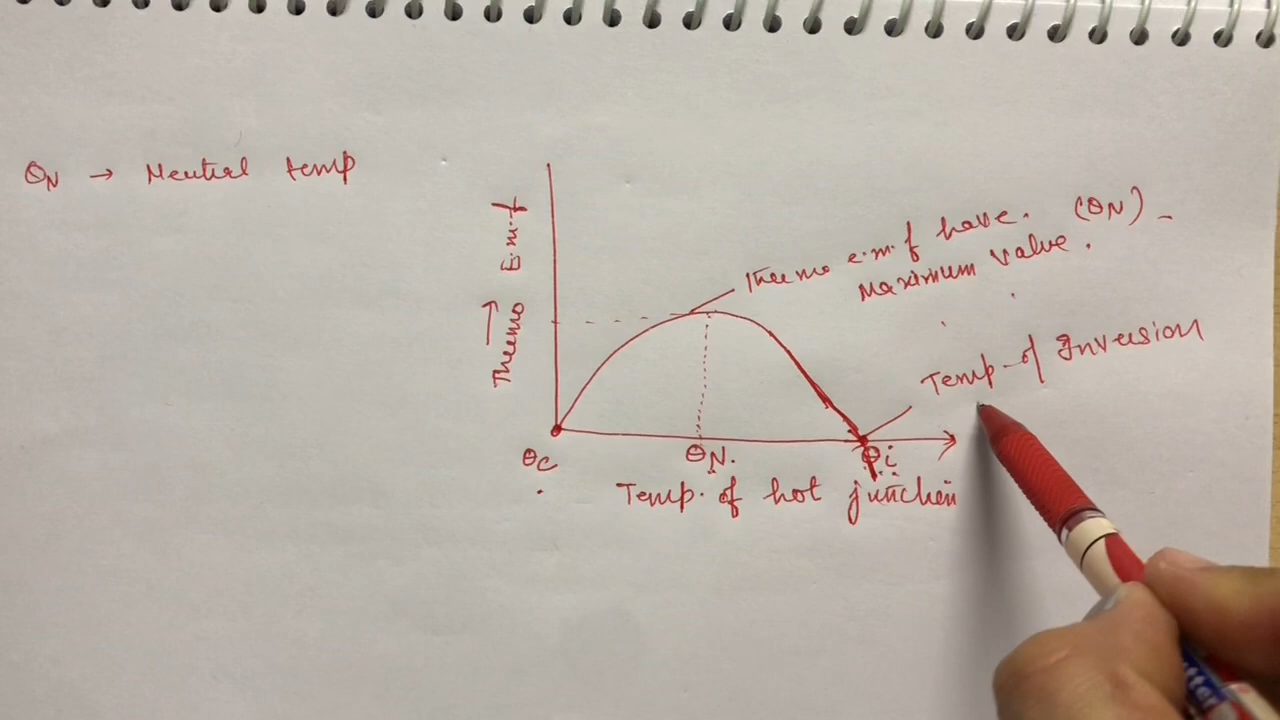 θN → Neutral temp
Thermo e.m.f have. (θN) -
maximum value.
→ Thermo E.m.f
Temp of Inversion
θc
θN.
θi
Temp. of hot junction